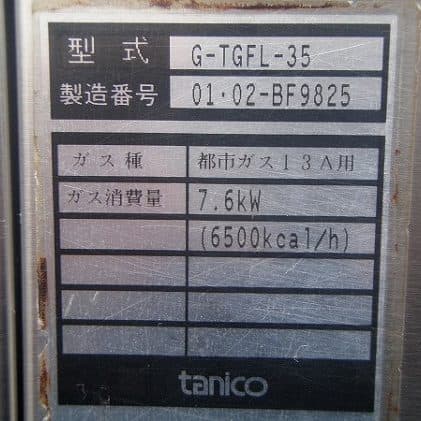 型式 G-TGFL-35
製造番号 01・02-BF9825
ガス種 都市ガス13A用
ガス消費量 7.6kW
(6500kcal/h)
tanico